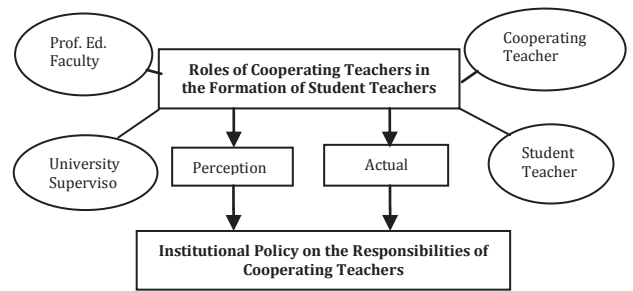 Prof. Ed.
Faculty
Cooperating
Teacher
Roles of Cooperating Teachers in
the Formation of Student Teachers
University
Superviso
Perception
Actual
Student
Teacher
Institutional Policy on the Responsibilities of
Cooperating Teachers